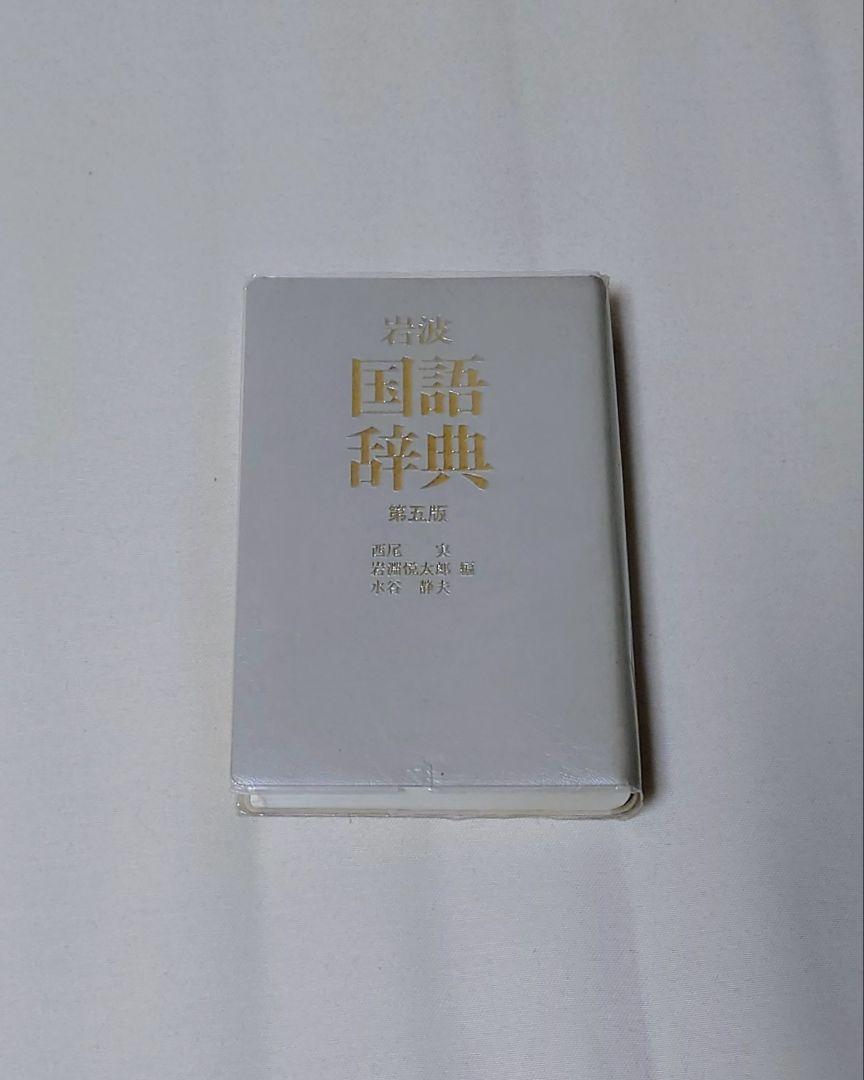 岩波
国語
辞典
第五版
西尾 実
岩淵悦太郎 編
水谷 静夫